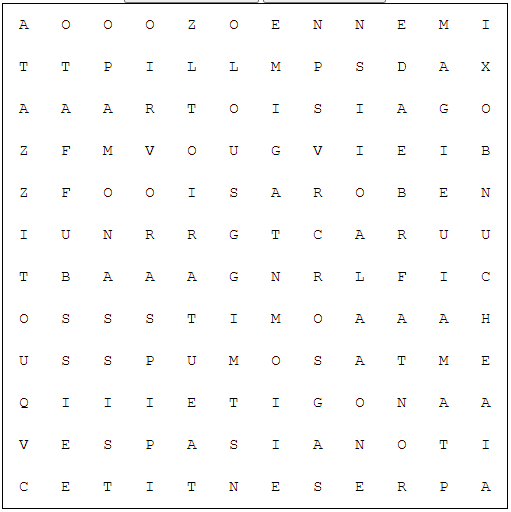 A O O O Z O E N N E M I
T T P I L L M P S D A X
A A A R T O I S I A G O
Z F M V O U G V I E I B
Z F O O I S A R O B E N
I U N R R G T C A R U U
T B A A A G N R L F I C
O S S S T I M O A A A H
U S S P U M O S A T M E
Q I I I E T I G O N A A
V E S P A S I A N O T I
C E T I T N E S E R P A